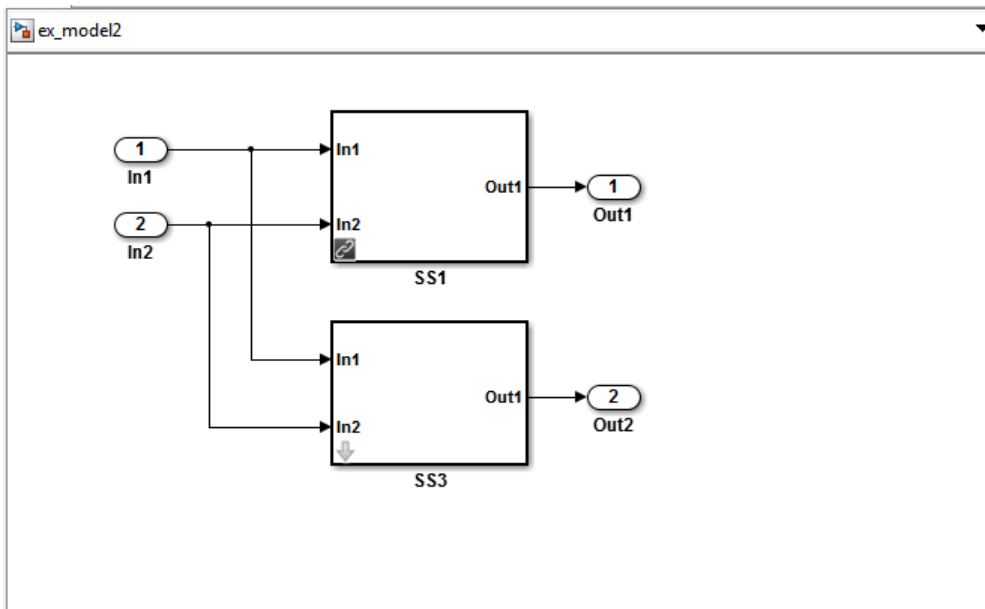 ex_model2
1
In1
2
In2
In1
In2
Out1
SS1
1
Out1
In1
In2
Out1
SS3
2
Out2